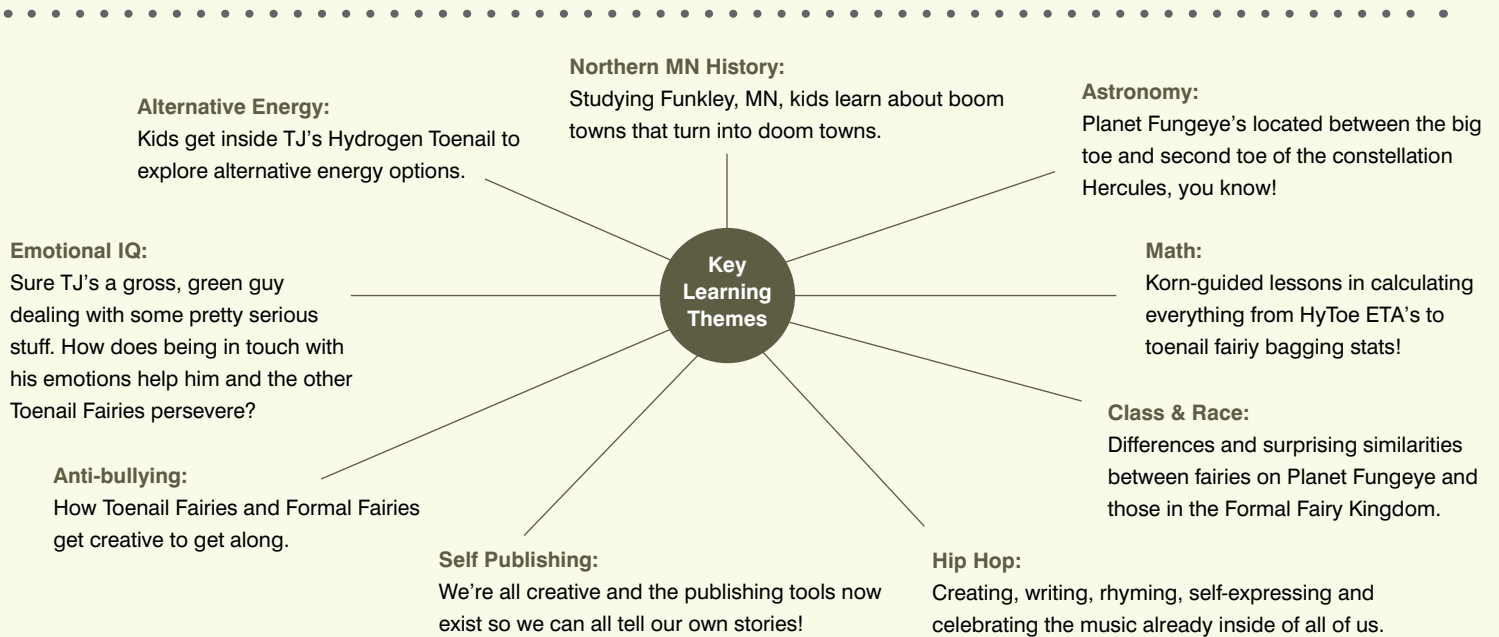 Northern MN History:
Studying Funkley, MN, kids learn about boom
towns that turn into doom towns.
Alternative Energy:
Kids get inside TJ's Hydrogen Toenail to
explore alternative energy options.
Astronomy:
Planet Fungeye's located between the big
toe and second toe of the constellation
Hercules, you know!
Emotional IQ:
Sure TJ's a gross, green guy
dealing with some pretty serious
stuff. How does being in touch with
his emotions help him and the other
Toenail Fairies persevere?
Key
Learning
Themes
Math:
Korn-guided lessons in calculating
everything from HyToe ETA's to
toenail fairiy bagging stats!
Class & Race:
Differences and surprising similarities
between fairies on Planet Fungeye and
those in the Formal Fairy Kingdom.
Anti-bullying:
How Toenail Fairies and Formal Fairies
get creative to get along.
Self Publishing:
We're all creative and the publishing tools now
exist so we can all tell our own stories!
Hip Hop:
Creating, writing, rhyming, self-expressing and
celebrating the music already inside of all of us.